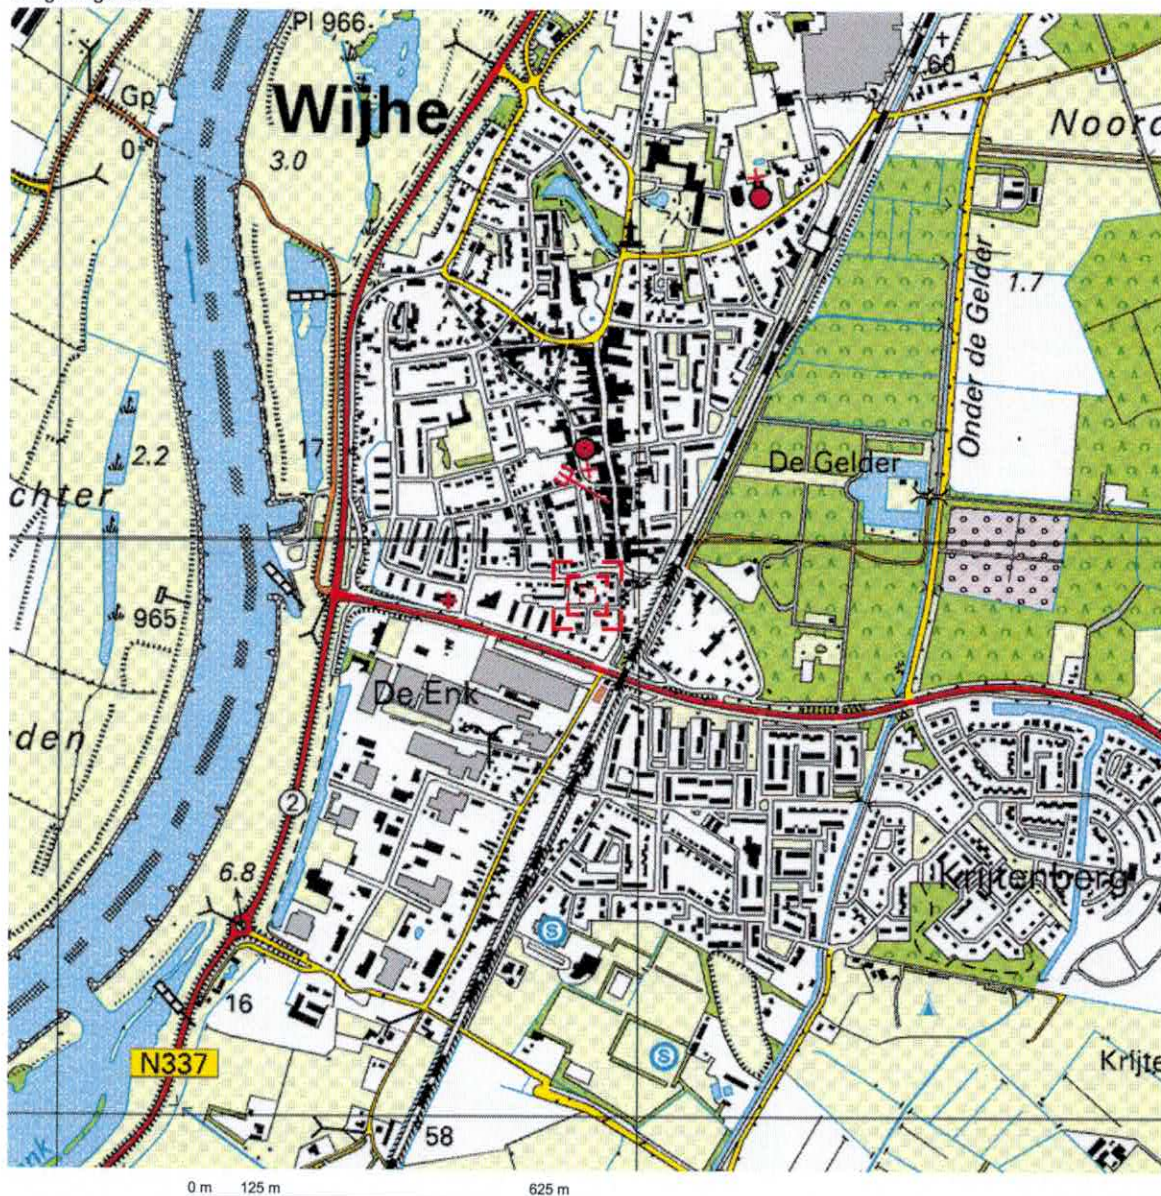 Pl 966
Wijhe
Gp
0
3.0
60
Noord
Onder de Gelder
1.7
2.2
17
De Gelder
chter
965
De Enk
den
2
6.8
Krijtenberg
S
16
N337
S
Krijte
58
nk
0 m 125 m 625 m